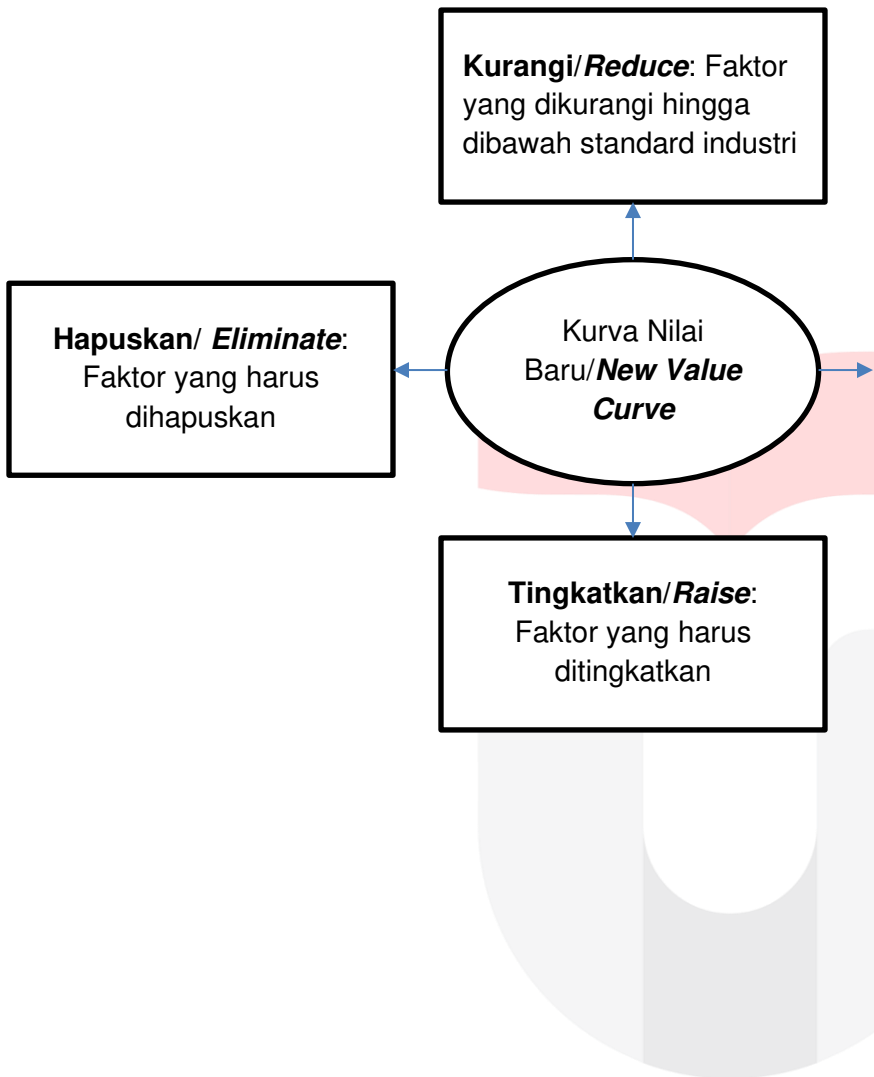 Kurangi/Reduce: Faktor
yang dikurangi hingga
dibawah standard industri
Hapuskan/ Eliminate:
Faktor yang harus
dihapuskan
Kurva Nilai
Baru/New Value
Curve
Tingkatkan/Raise:
Faktor yang harus
ditingkatkan